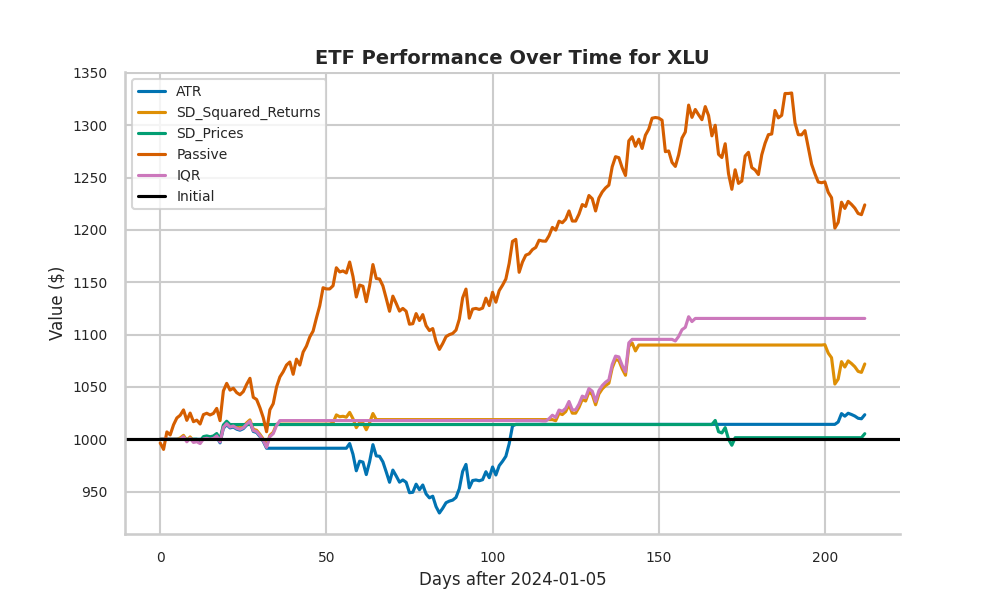 ETF Performance Over Time for XLU
Value ($)
1350
1300
1250
1200
1150
1100
1050
1000
950
ATR
SD_Squared_Returns
SD_Prices
Passive
IQR
Initial
0 50 100 150 200
Days after 2024-01-05